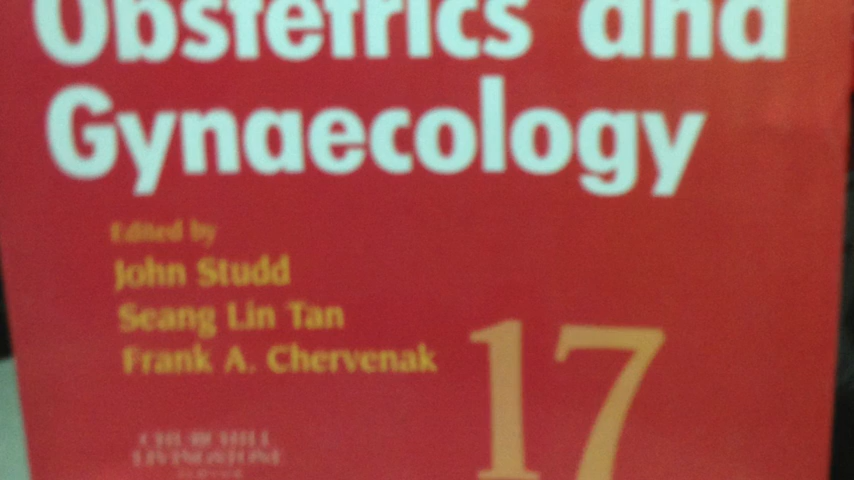 Obstetrics and
Gynaecology
Edited by
John Studd
Seang Lin Tan
Frank A. Chervenak
17
CHURCHILL
LIVINGSTONE